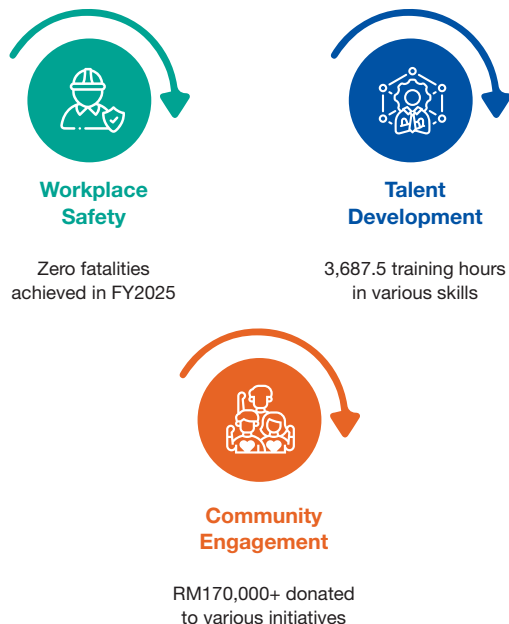 Workplace
Safety
Zero fatalities
achieved in FY2025
Talent
Development
3,687.5 training hours
in various skills
Community
Engagement
RM170,000+ donated
to various initiatives